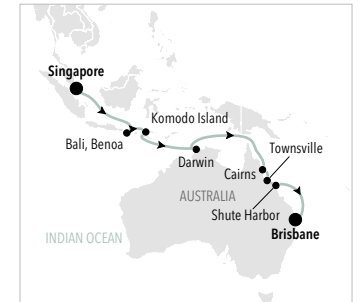 Singapore
Komodo Island
Bali, Benoa
Townsville
Darwin
Cairns
AUSTRALIA
Shute Harbor
INDIAN OCEAN
Brisbane